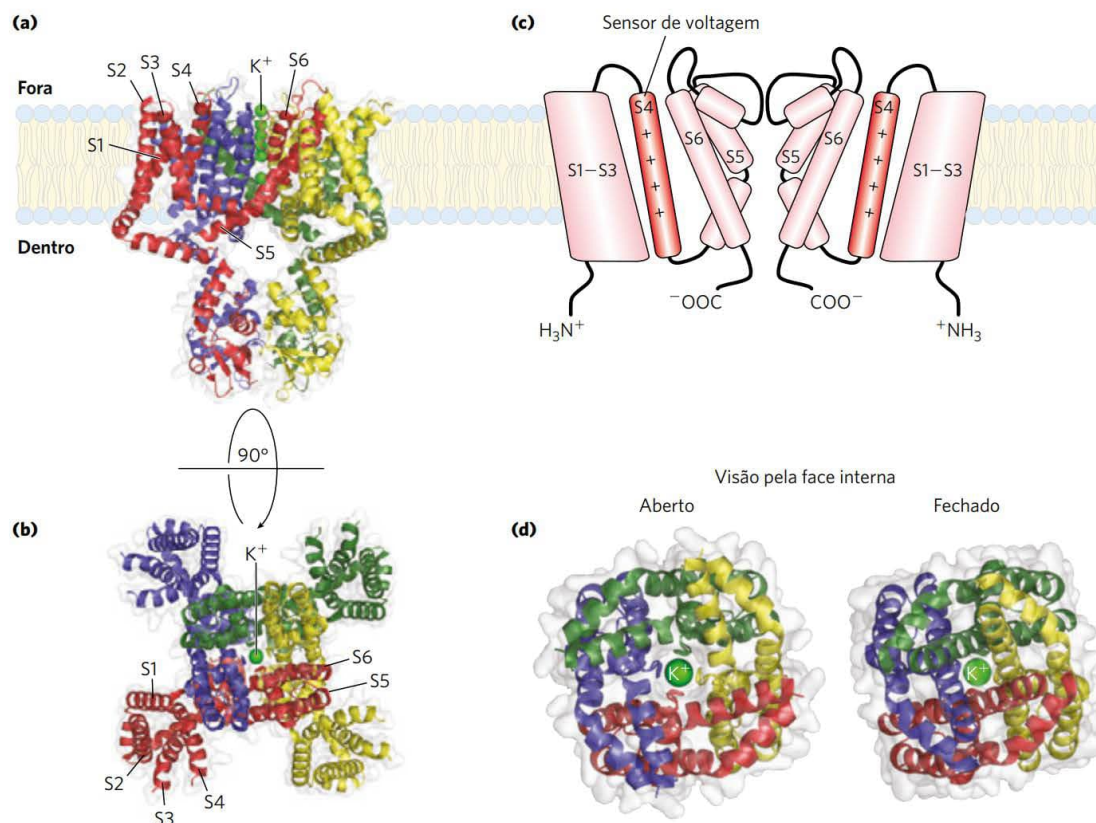 (a)
S2
S3
S4
K+
S6
Fora
S1
Dentro
S5
90°
(b)
K+
S1
S6
S5
S2
S3
S4
(c)
Sensor de voltagem
S4
S6
S5
S5
S6
S4
S1–S3
S1–S3
+
+
+
+
+
+
+
+
⁻OOC
COO⁻
H₃N⁺
⁺NH₃
Visão pela face interna
(d)
Aberto
Fechado
K+
K+